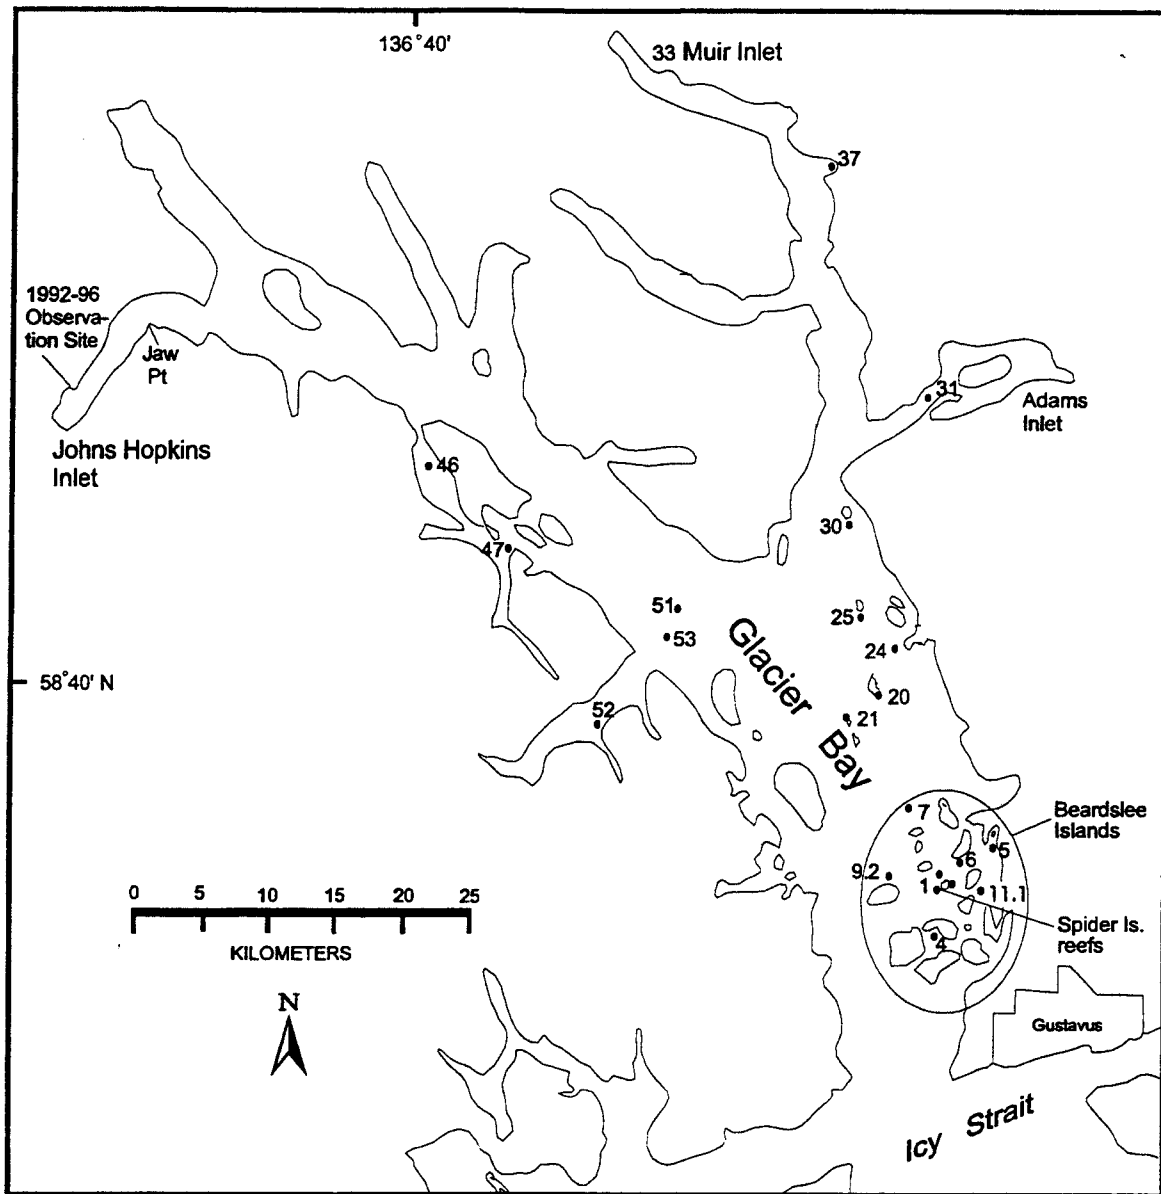 136°40'
33 Muir Inlet
37
1992-96
Observa-
tion Site
Jaw
Pt
Johns Hopkins
Inlet
31
Adams
Inlet
46
30
47
51
53
25
24
Glacier Bay
58°40' N
20
21
52
7
Beardslee
Islands
5
6
9.2
1
11.1
Spider Is.
reefs
4
0 5 10 15 20 25
KILOMETERS
N
Gustavus
Icy Strait